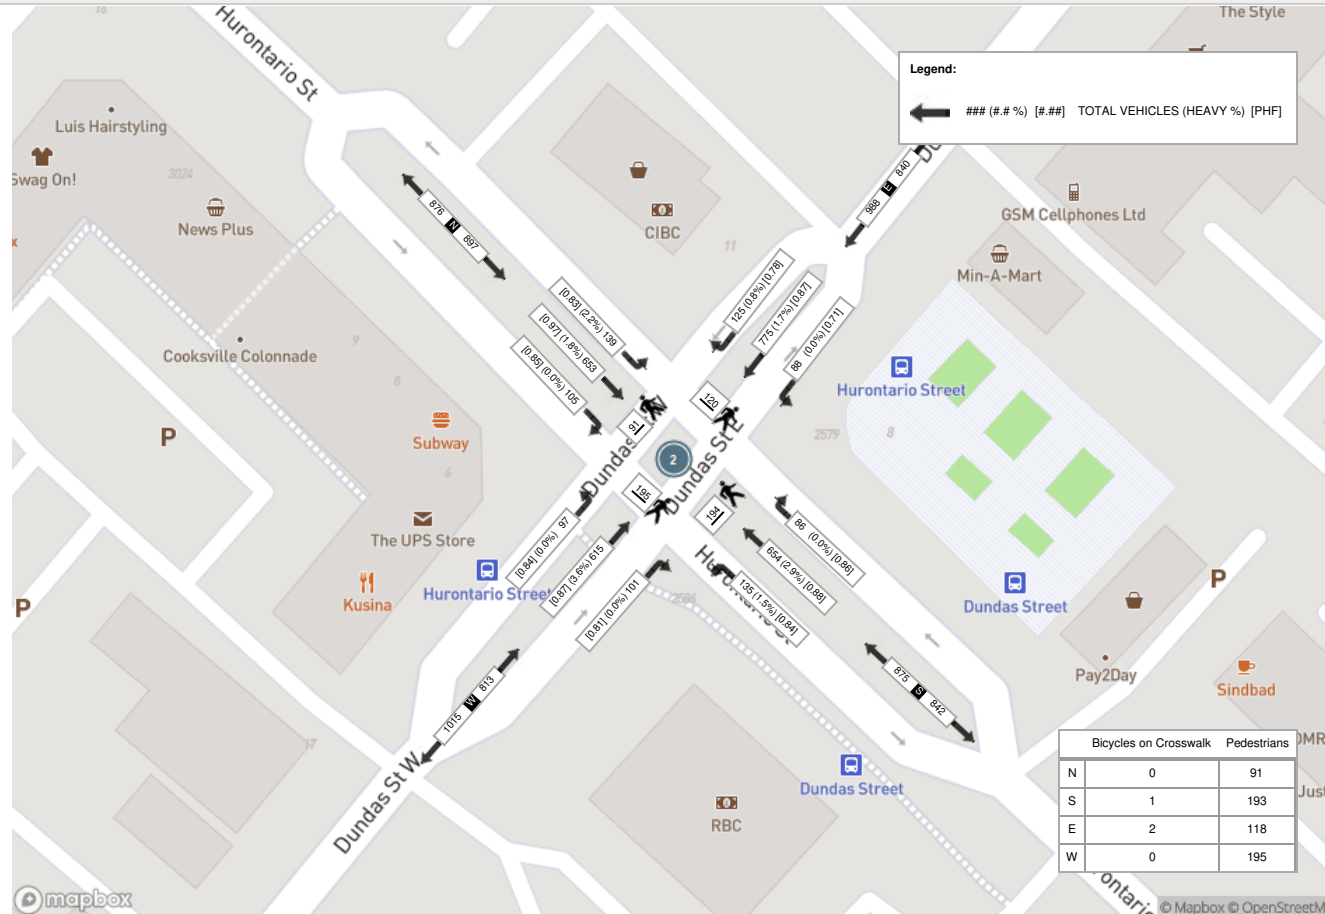 16
Hurontario St
The Style
Legend:
### (#.# %) [#.##] TOTAL VEHICLES (HEAVY %) [PHF]
Luis Hairstyling
Swag On!
3024
News Plus
CIBC
11
GSM Cellphones Ltd
Min-A-Mart
876 N 897
988 E 840
[0.83] (2.2%) 139
[0.97] (1.8%) 653
[0.85] (0.0%) 105
125 (0.8%) [0.78]
775 (1.7%) [0.87]
88 (0.0%) [0.71]
Cooksville Colonnade
9
8
6
Hurontario Street
2579
8
Subway
P
91
120
2
195
194
Dundas St E
The UPS Store
Kusina
P
Hurontario Street
[0.84] (0.0%) 97
[0.87] (3.6%) 615
[0.81] (0.0%) 101
86 (0.0%) [0.86]
654 (2.9%) [0.88]
135 (1.5%) [0.84]
2586
Dundas Street
P
Pay2Day
Sindbad
1015 W 813
875 S 842
17
Dundas St W
Dundas Street
RBC
Bicycles on Crosswalk Pedestrians
N 0 91
S 1 193
E 2 118
W 0 195
mapbox
© Mapbox © OpenStreetM